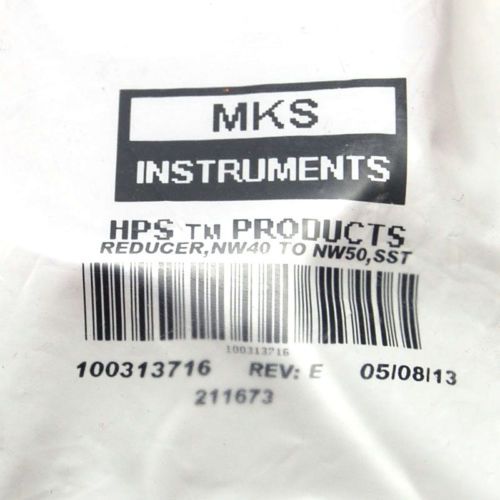 MKS
INSTRUMENTS
HPS TM PRODUCTS
REDUCER,NW40 TO NW50,SST
100313716
100313716 REV: E 05/08/13
211673